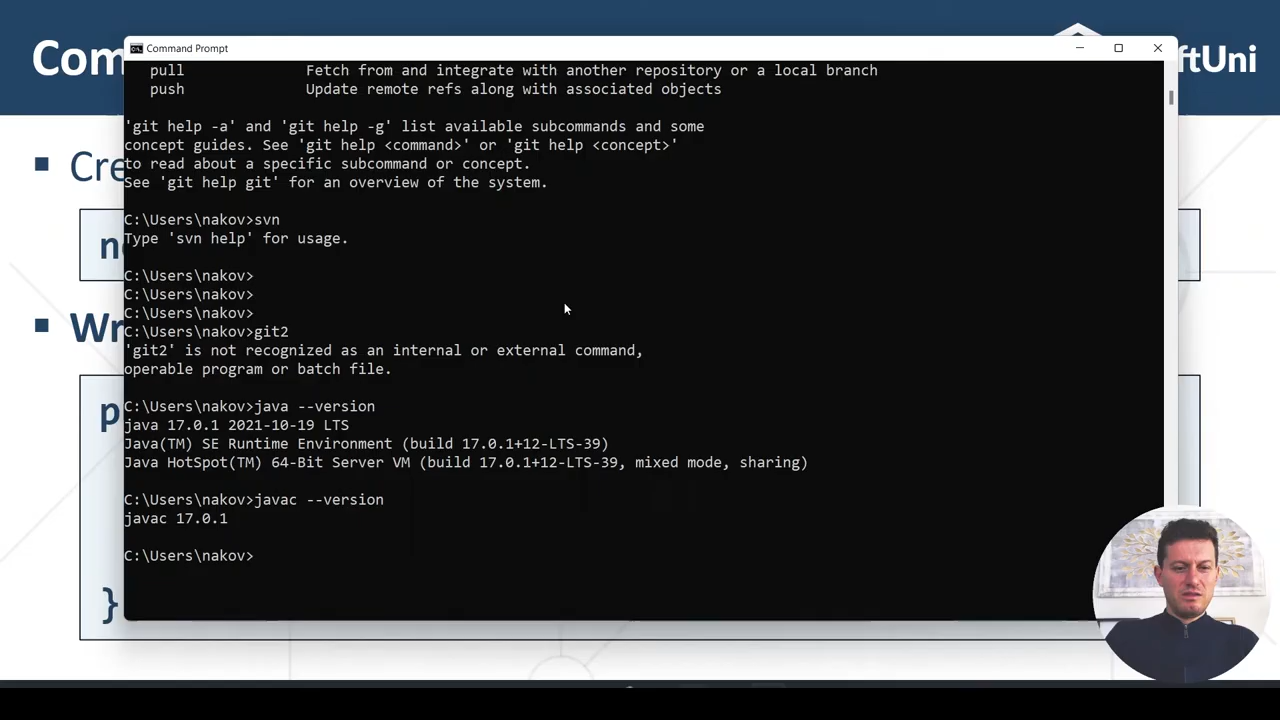 Com
ftUni
Command Prompt
pull Fetch from and integrate with another repository or a local branch
push Update remote refs along with associated objects
'git help -a' and 'git help -g' list available subcommands and some
concept guides. See 'git help <command>' or 'git help <concept>'
to read about a specific subcommand or concept.
See 'git help git' for an overview of the system.
Cre
C:\Users\nakov>svn
Type 'svn help' for usage.
C:\Users\nakov>
C:\Users\nakov>
C:\Users\nakov>
Wr
C:\Users\nakov>git2
'git2' is not recognized as an internal or external command,
operable program or batch file.
C:\Users\nakov>java --version
java 17.0.1 2021-10-19 LTS
Java(TM) SE Runtime Environment (build 17.0.1+12-LTS-39)
Java HotSpot(TM) 64-Bit Server VM (build 17.0.1+12-LTS-39, mixed mode, sharing)
C:\Users\nakov>javac --version
javac 17.0.1
C:\Users\nakov>
}